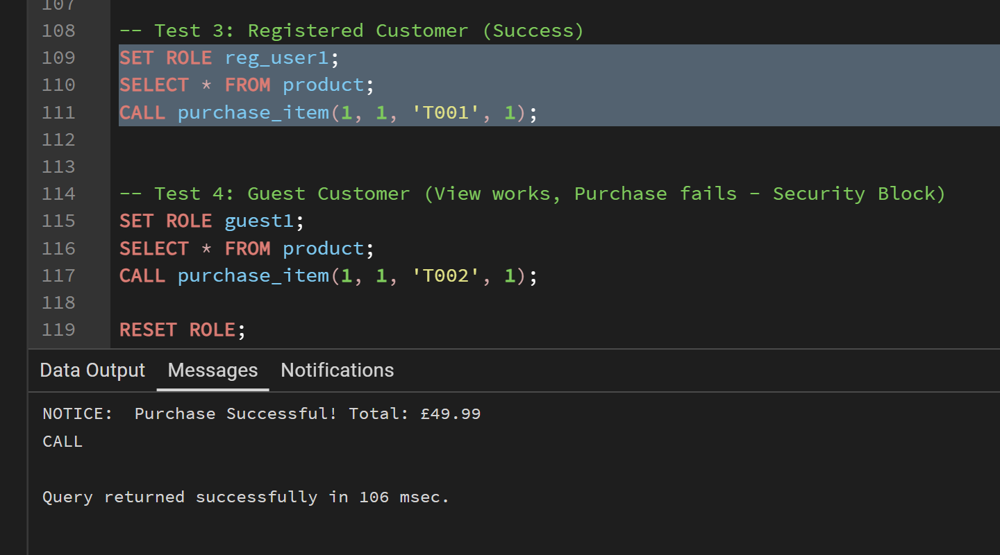 107
108 -- Test 3: Registered Customer (Success)
109 SET ROLE reg_user1;
110 SELECT * FROM product;
111 CALL purchase_item(1, 1, 'T001', 1);
112
113
114 -- Test 4: Guest Customer (View works, Purchase fails - Security Block)
115 SET ROLE guest1;
116 SELECT * FROM product;
117 CALL purchase_item(1, 1, 'T002', 1);
118
119 RESET ROLE;
Data Output Messages Notifications
NOTICE:  Purchase Successful! Total: £49.99
CALL
Query returned successfully in 106 msec.